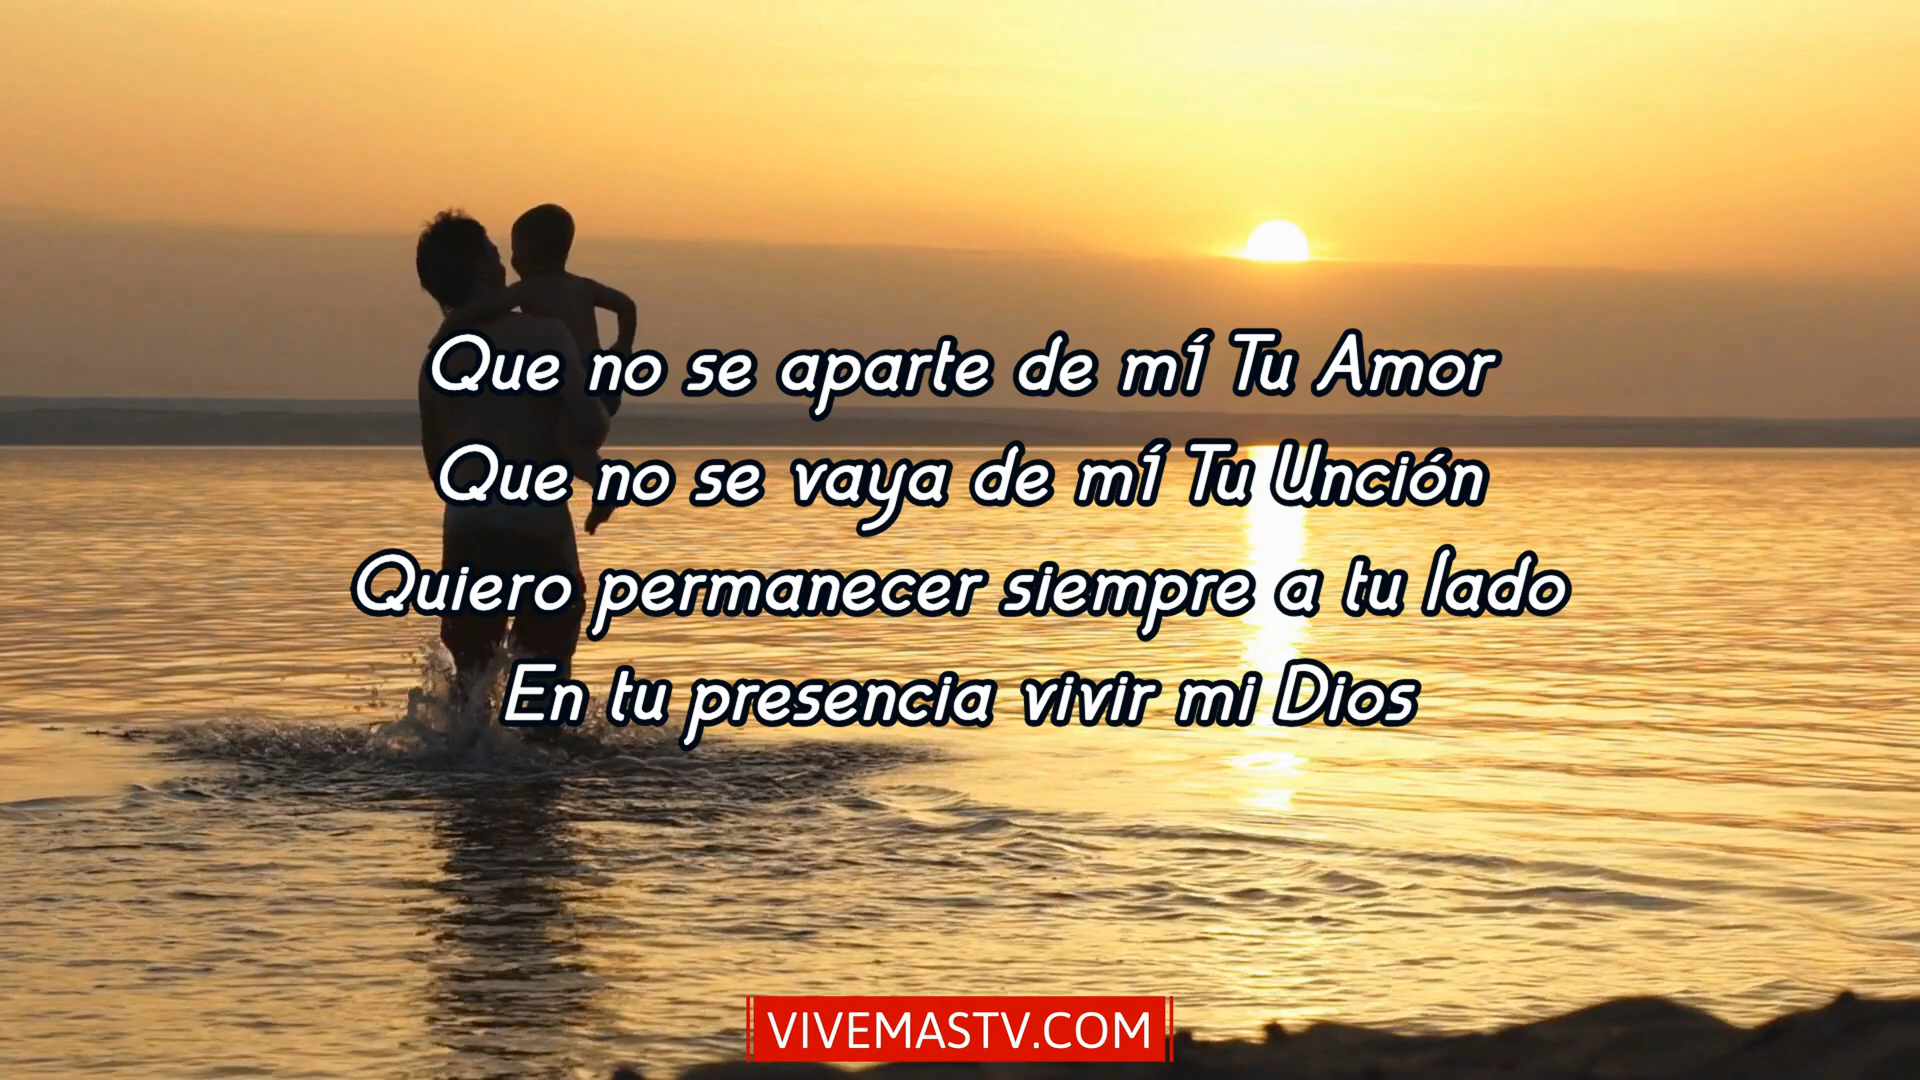 Que no se aparte de mí Tu Amor
Que no se vaya de mí Tu Unción
Quiero permanecer siempre a tu lado
En tu presencia vivir mi Dios
VIVEMASTV.COM